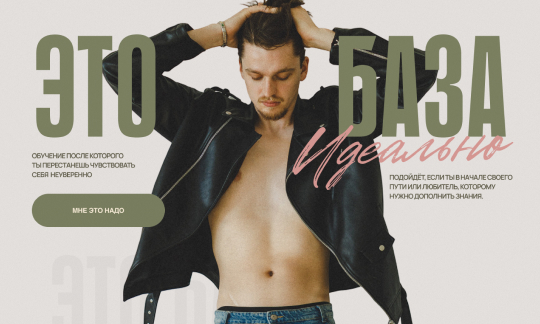 ЭТО БАЗА
Идеально
ОБУЧЕНИЕ ПОСЛЕ КОТОРОГО
ТЫ ПЕРЕСТАНЕШЬ ЧУВСТВОВАТЬ
СЕБЯ НЕУВЕРЕННО
ПОДОЙДЁТ, ЕСЛИ ТЫ В НАЧАЛЕ СВОЕГО
ПУТИ ИЛИ ЛЮБИТЕЛЬ, КОТОРОМУ
НУЖНО ДОПОЛНИТЬ ЗНАНИЯ.
МНЕ ЭТО НАДО
ЭТО